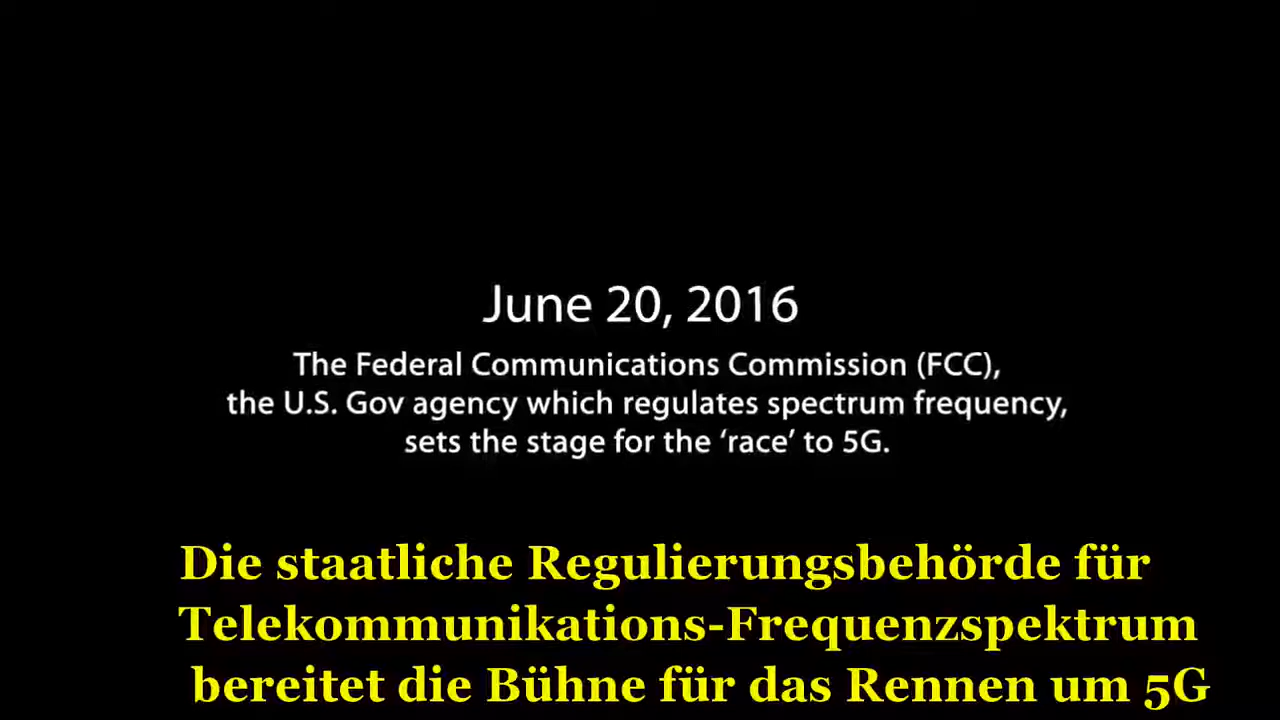 June 20, 2016
The Federal Communications Commission (FCC),
the U.S. Gov agency which regulates spectrum frequency,
sets the stage for the ‘race’ to 5G.
Die staatliche Regulierungsbehörde für
Telekommunikations-Frequenzspektrum
bereitet die Bühne für das Rennen um 5G